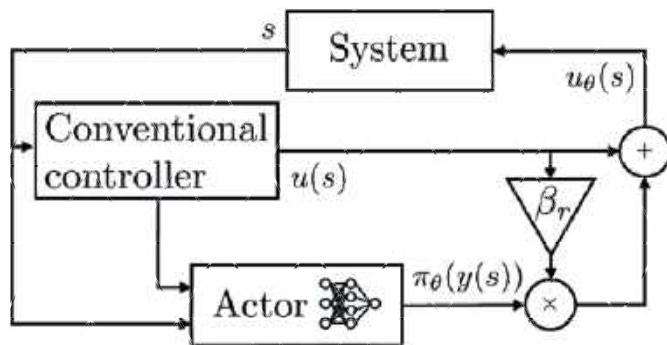 s
System
u_θ(s)
Conventional
controller
u(s)
+
β_r
Actor
π_θ(y(s))
×